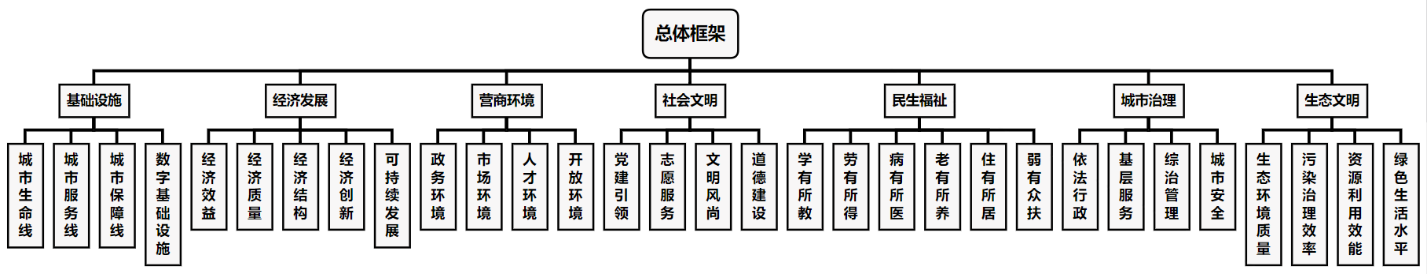 总体框架
基础设施
经济发展
营商环境
社会文明
民生福祉
城市治理
生态文明
城市生命线
城市服务线
城市保障线
数字基础设施
经济效益
经济质量
经济结构
经济创新
可持续发展
政务环境
市场环境
人才环境
开放环境
党建引领
志愿服务
文明风尚
道德建设
学有所教
劳有所得
病有所医
老有所养
住有所居
弱有众扶
依法行政
基层服务
综治管理
城市安全
生态环境质量
污染治理效率
资源利用效能
绿色生活水平